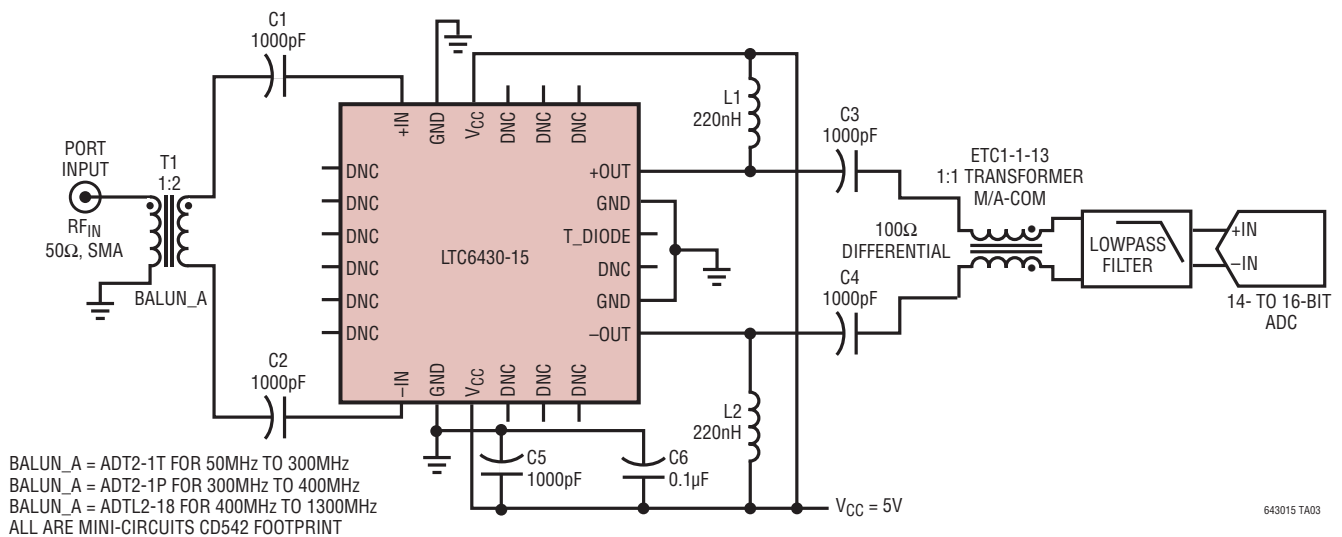 C1
1000pF
PORT
INPUT
T1
1:2
RFIN
50Ω, SMA
BALUN_A
C2
1000pF
+IN
GND
VCC
DNC
DNC
DNC
DNC
DNC
DNC
DNC
DNC
DNC
LTC6430-15
+OUT
GND
T_DIODE
DNC
GND
–OUT
–IN
GND
VCC
DNC
DNC
DNC
L1
220nH
C3
1000pF
100Ω
DIFFERENTIAL
C4
1000pF
L2
220nH
C5
1000pF
C6
0.1µF
VCC = 5V
ETC1-1-13
1:1 TRANSFORMER
M/A-COM
LOWPASS
FILTER
+IN
–IN
14- TO 16-BIT
ADC
BALUN_A = ADT2-1T FOR 50MHz TO 300MHz
BALUN_A = ADT2-1P FOR 300MHz TO 400MHz
BALUN_A = ADTL2-18 FOR 400MHz TO 1300MHz
ALL ARE MINI-CIRCUITS CD542 FOOTPRINT
643015 TA03